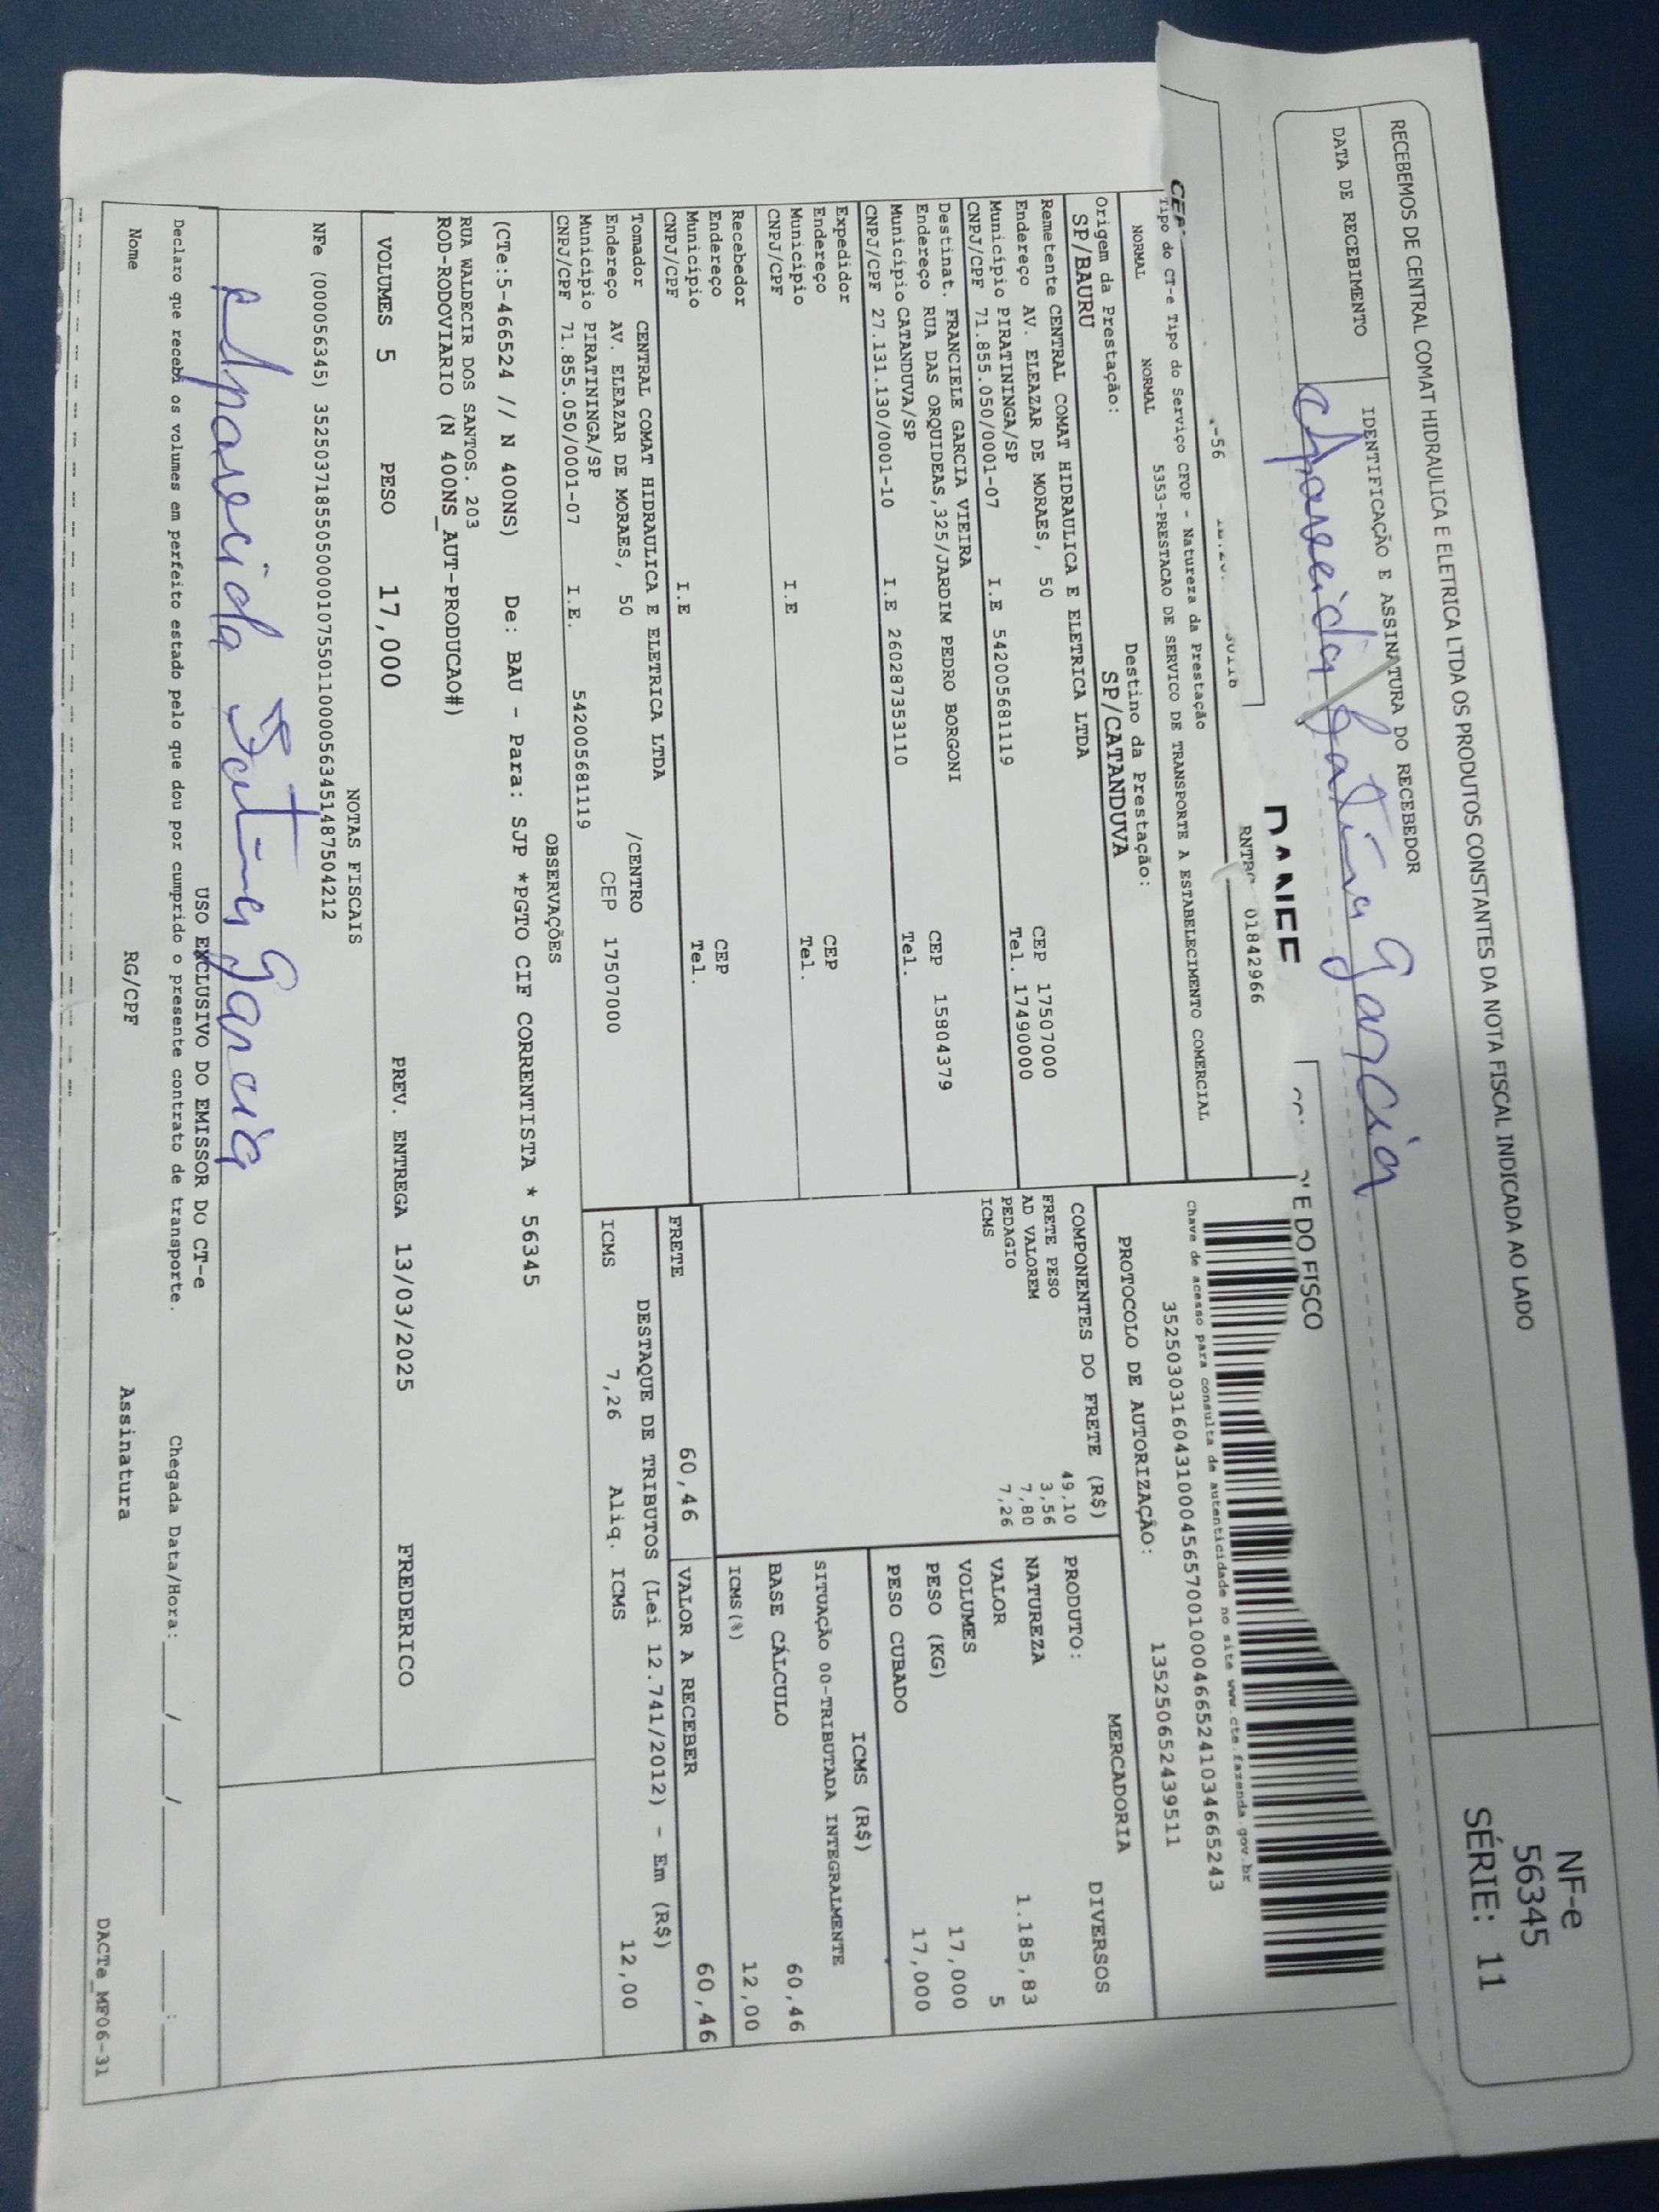 RECEBEMOS DE CENTRAL COMAT HIDRAULICA E ELETRICA LTDA OS PRODUTOS CONSTANTES DA NOTA FISCAL INDICADA AO LADO
NF-e
56345
SÉRIE: 11
DATA DE RECEBIMENTO
IDENTIFICAÇÃO E ASSINATURA DO RECEBEDOR
Aparecida Fatima Garcia
-56
RNTRC 01842966
E DO FISCO
Tipo do CT-e Tipo do Serviço CFOP - Natureza da Prestação
NORMAL NORMAL 5353-PRESTACAO DE SERVICO DE TRANSPORTE A ESTABELECIMENTO COMERCIAL
Chave de acesso para consulta de autenticidade no site www.cte.fazenda.gov.br
35250303160431000456570010004665241034665243
Origem da Prestação: Destino da Prestação:
SP/BAURU SP/CATANDUVA
PROTOCOLO DE AUTORIZAÇÃO: 135250652439511
Remetente CENTRAL COMAT HIDRAULICA E ELETRICA LTDA
Endereço AV. ELEAZAR DE MORAES, 50 CEP 17507000
Município PIRATININGA/SP Tel. 17490000
CNPJ/CPF 71.855.050/0001-07 I.E 542005681119
Destinat. FRANCIELE GARCIA VIEIRA
Endereço RUA DAS ORQUIDEAS,325/JARDIM PEDRO BORGONI CEP 15804379
Município CATANDUVA/SP Tel.
CNPJ/CPF 27.131.130/0001-10 I.E 260287353110
Expedidor
Endereço CEP
Município Tel.
CNPJ/CPF I.E
Recebedor
Endereço CEP
Município Tel.
CNPJ/CPF I.E
COMPONENTES DO FRETE (R$)
FRETE PESO 49,10
AD VALOREM 3,56
PEDAGIO 7,80
ICMS 7,26
MERCADORIA
PRODUTO: DIVERSOS
NATUREZA
VALOR 1.185,83
VOLUMES 5
PESO (KG) 17,000
PESO CUBADO 17,000
ICMS (R$)
SITUAÇÃO 00-TRIBUTADA INTEGRALMENTE
BASE CÁLCULO 60,46
ICMS(%) 12,00
Tomador CENTRAL COMAT HIDRAULICA E ELETRICA LTDA
Endereço AV. ELEAZAR DE MORAES, 50 /CENTRO
Município PIRATININGA/SP CEP 17507000
CNPJ/CPF 71.855.050/0001-07 I.E. 542005681119
FRETE 60,46 VALOR A RECEBER 60,46
DESTAQUE DE TRIBUTOS (Lei 12.741/2012) - Em (R$)
ICMS 7,26 Aliq. ICMS 12,00
OBSERVAÇÕES
(CTe:5-466524 // N 400NS) De: BAU - Para: SJP *PGTO CIF CORRENTISTA * 56345
RUA WALDECIR DOS SANTOS. 203
ROD-RODOVIARIO (N 400NS_AUT-PRODUCAO#)
VOLUMES 5 PESO 17,000 PREV. ENTREGA 13/03/2025 FREDERICO
NOTAS FISCAIS
NFe (000056345) 35250371855050000107550110000563451487504212
Aparecida Fatima Garcia
USO EXCLUSIVO DO EMISSOR DO CT-e
Declaro que recebi os volumes em perfeito estado pelo que dou por cumprido o presente contrato de transporte. Chegada Data/Hora:____/____/____ ___:___
Nome RG/CPF Assinatura
DACTe_MF06-31